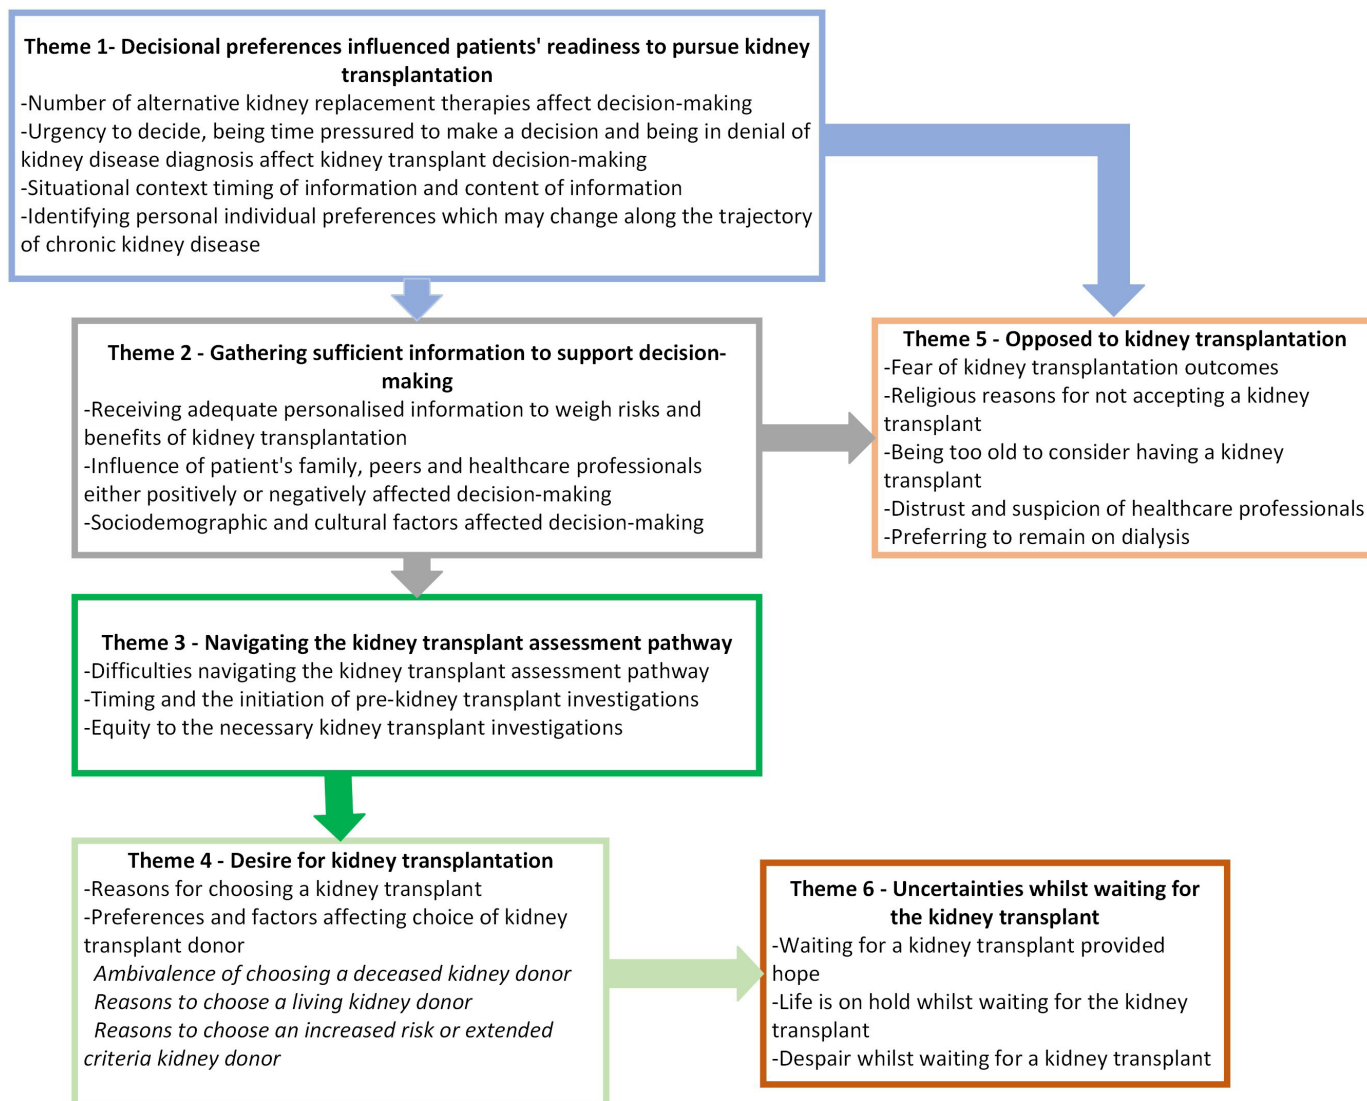 Theme 1- Decisional preferences influenced patients' readiness to pursue kidney
transplantation
-Number of alternative kidney replacement therapies affect decision-making
-Urgency to decide, being time pressured to make a decision and being in denial of
kidney disease diagnosis affect kidney transplant decision-making
-Situational context timing of information and content of information
-Identifying personal individual preferences which may change along the trajectory
of chronic kidney disease
Theme 2 - Gathering sufficient information to support decision-
making
-Receiving adequate personalised information to weigh risks and
benefits of kidney transplantation
-Influence of patient's family, peers and healthcare professionals
either positively or negatively affected decision-making
-Sociodemographic and cultural factors affected decision-making
Theme 5 - Opposed to kidney transplantation
-Fear of kidney transplantation outcomes
-Religious reasons for not accepting a kidney
transplant
-Being too old to consider having a kidney
transplant
-Distrust and suspicion of healthcare professionals
-Preferring to remain on dialysis
Theme 3 - Navigating the kidney transplant assessment pathway
-Difficulties navigating the kidney transplant assessment pathway
-Timing and the initiation of pre-kidney transplant investigations
-Equity to the necessary kidney transplant investigations
Theme 4 - Desire for kidney transplantation
-Reasons for choosing a kidney transplant
-Preferences and factors affecting choice of kidney
transplant donor
Ambivalence of choosing a deceased kidney donor
Reasons to choose a living kidney donor
Reasons to choose an increased risk or extended
criteria kidney donor
Theme 6 - Uncertainties whilst waiting for
the kidney transplant
-Waiting for a kidney transplant provided
hope
-Life is on hold whilst waiting for the kidney
transplant
-Despair whilst waiting for a kidney transplant